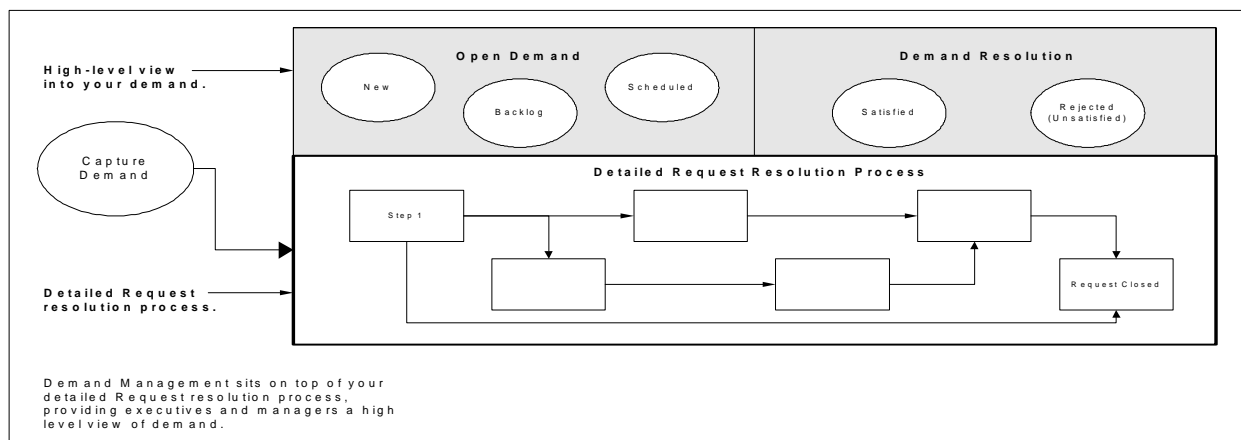 Open Demand
Demand Resolution
High-level view
into your demand.
New
Scheduled
Backlog
Satisfied
Rejected
(Unsatisfied)
Capture
Demand
Detailed Request Resolution Process
Step 1
Request Closed
Detailed Request
resolution process.
Demand Management sits on top of your
detailed Request resolution process,
providing executives and managers a high
level view of demand.